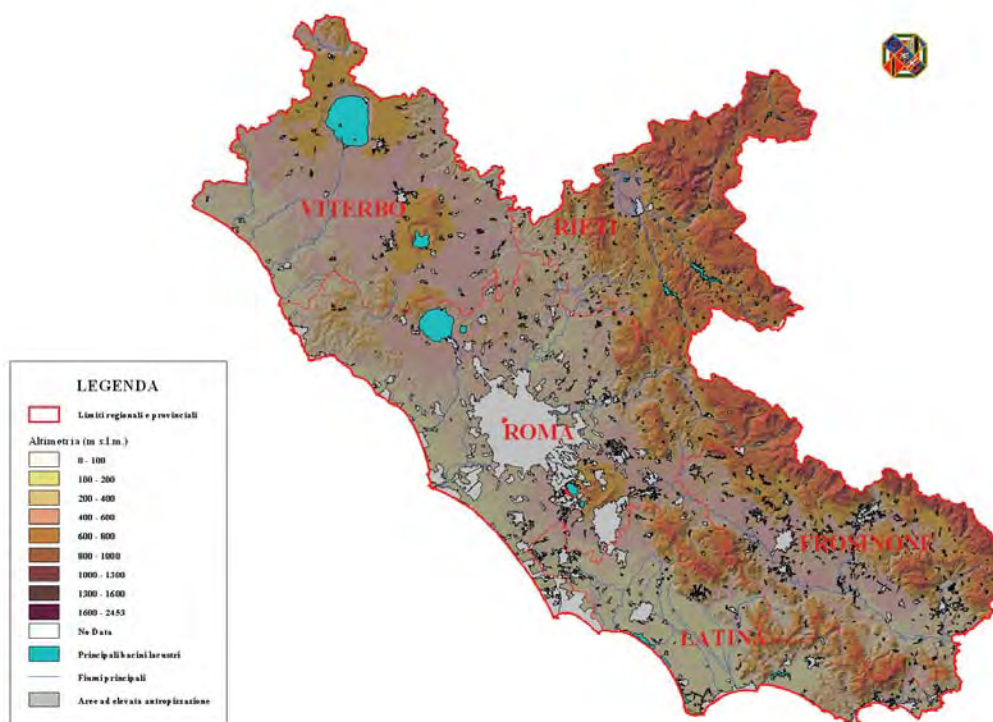 VITERBO
RIETI
ROMA
FROSINONE
LATINA
LEGENDA
Limiti regionali e provinciali
Altimetria (m s.l.m.)
0 - 100
100 - 200
200 - 400
400 - 600
600 - 800
800 - 1000
1000 - 1300
1300 - 1600
1600 - 2453
No Data
Principali bacini lacustri
Fiumi principali
Aree ad elevata antropizzazione